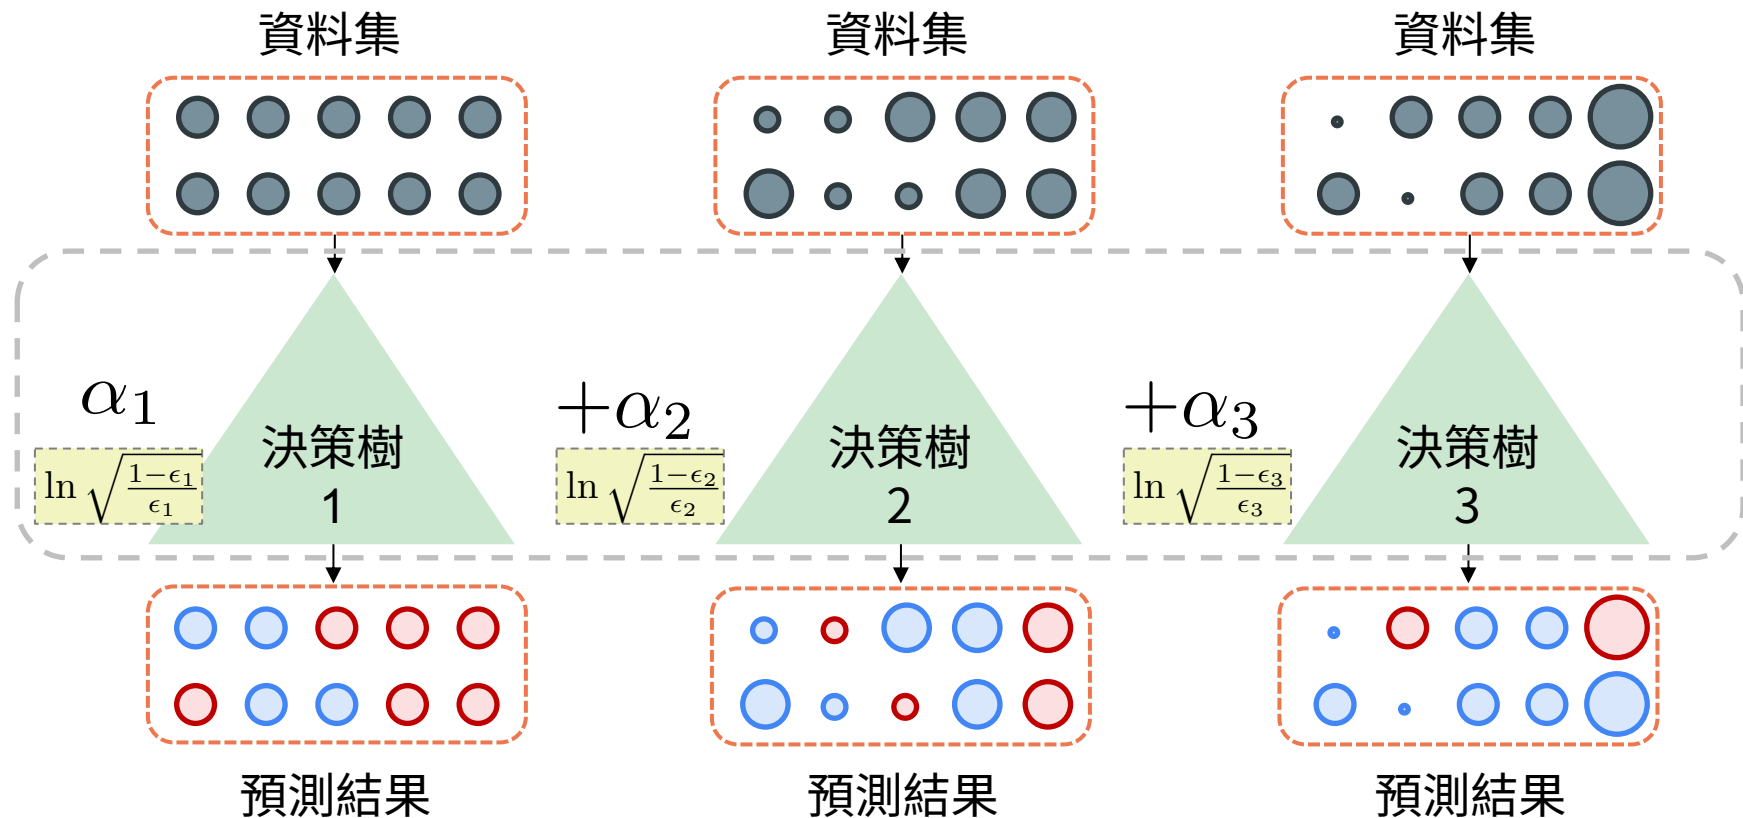 資料集 資料集 資料集
α₁ +α₂ +α₃
決策樹 決策樹 決策樹
ln √((1−ϵ₁)/ϵ₁) ln √((1−ϵ₂)/ϵ₂) ln √((1−ϵ₃)/ϵ₃)
1 2 3
預測結果 預測結果 預測結果